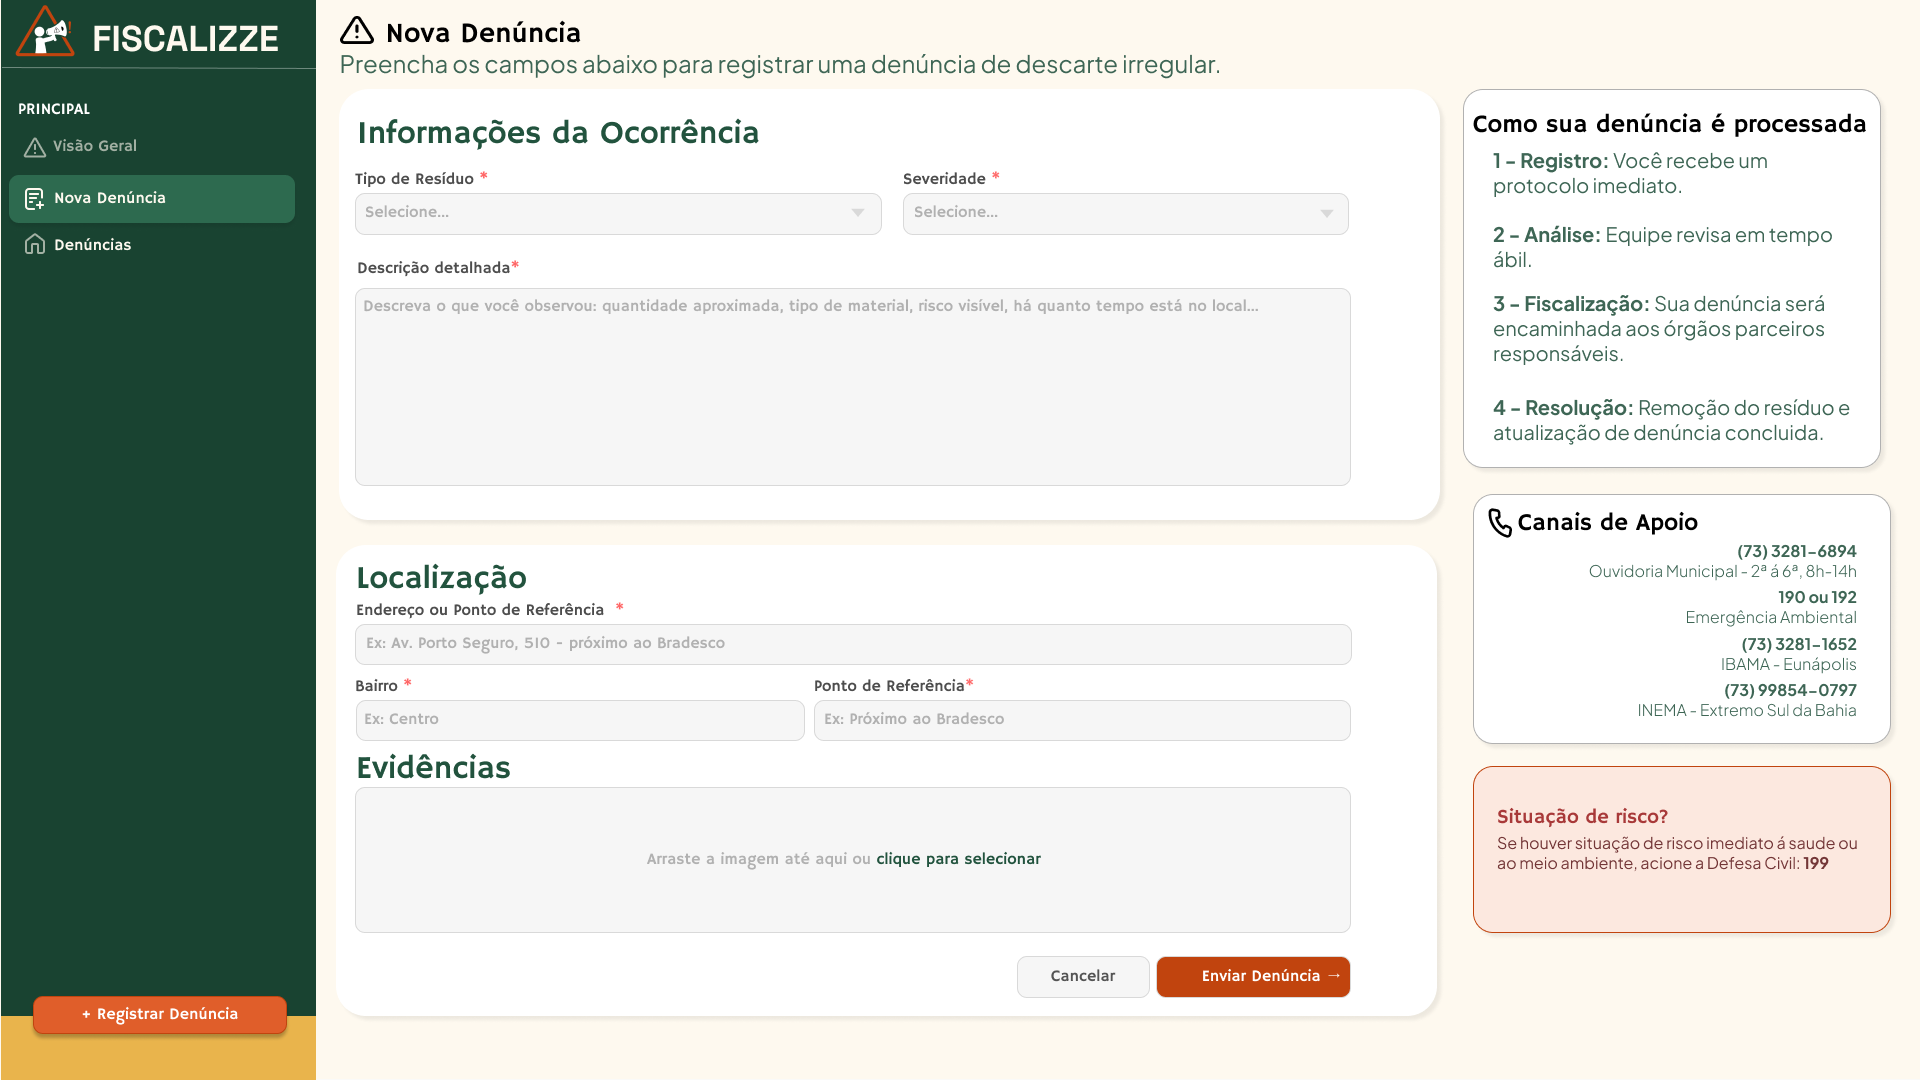 FISCALIZZE
PRINCIPAL
Visão Geral
Nova Denúncia
Denúncias
+ Registrar Denúncia
Nova Denúncia
Preencha os campos abaixo para registrar uma denúncia de descarte irregular.
Informações da Ocorrência
Tipo de Resíduo *
Severidade *
Selecione...
Selecione...
Descrição detalhada*
Descreva o que você observou: quantidade aproximada, tipo de material, risco visível, há quanto tempo está no local...
Localização
Endereço ou Ponto de Referência *
Ex: Av. Porto Seguro, 510 - próximo ao Bradesco
Bairro *
Ponto de Referência*
Ex: Centro
Ex: Próximo ao Bradesco
Evidências
Arraste a imagem até aqui ou clique para selecionar
Cancelar
Enviar Denúncia →
Como sua denúncia é processada
1 - Registro: Você recebe um
protocolo imediato.
2 - Análise: Equipe revisa em tempo
ábil.
3 - Fiscalização: Sua denúncia será
encaminhada aos órgãos parceiros
responsáveis.
4 - Resolução: Remoção do resíduo e
atualização de denúncia concluida.
Canais de Apoio
(73) 3281-6894
Ouvidoria Municipal - 2ª á 6ª, 8h-14h
190 ou 192
Emergência Ambiental
(73) 3281-1652
IBAMA - Eunápolis
(73) 99854-0797
INEMA - Extremo Sul da Bahia
Situação de risco?
Se houver situação de risco imediato á saude ou
ao meio ambiente, acione a Defesa Civil: 199